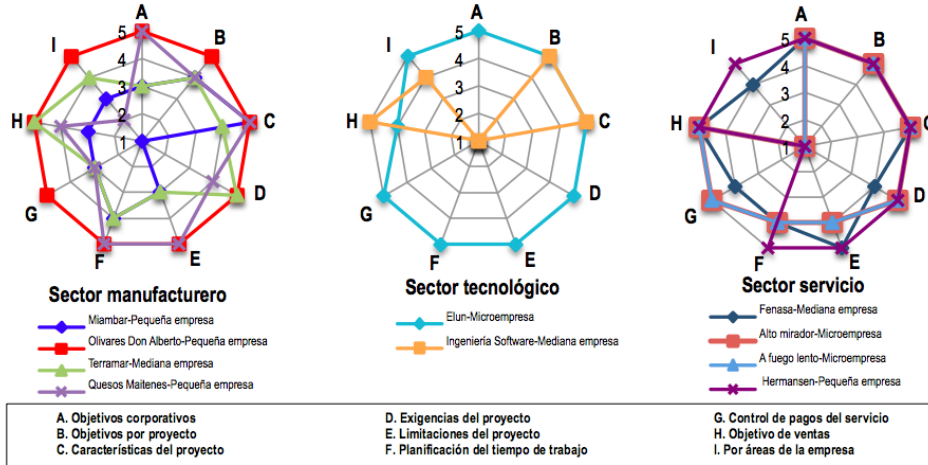 A
B
C
D
E
F
G
H
I
5
4
3
2
1
A
B
C
D
E
F
G
H
I
5
4
3
2
1
A
B
C
D
E
F
G
H
I
5
4
3
2
1
Sector manufacturero
Miambar-Pequeña empresa
Olivares Don Alberto-Pequeña empresa
Terramar-Mediana empresa
Quesos Maitenes-Pequeña empresa
Sector tecnológico
Elun-Microempresa
Ingeniería Software-Mediana empresa
Sector servicio
Fenasa-Mediana empresa
Alto mirador-Microempresa
A fuego lento-Microempresa
Hermansen-Pequeña empresa
A. Objetivos corporativos
B. Objetivos por proyecto
C. Características del proyecto
D. Exigencias del proyecto
E. Limitaciones del proyecto
F. Planificación del tiempo de trabajo
G. Control de pagos del servicio
H. Objetivo de ventas
I. Por áreas de la empresa